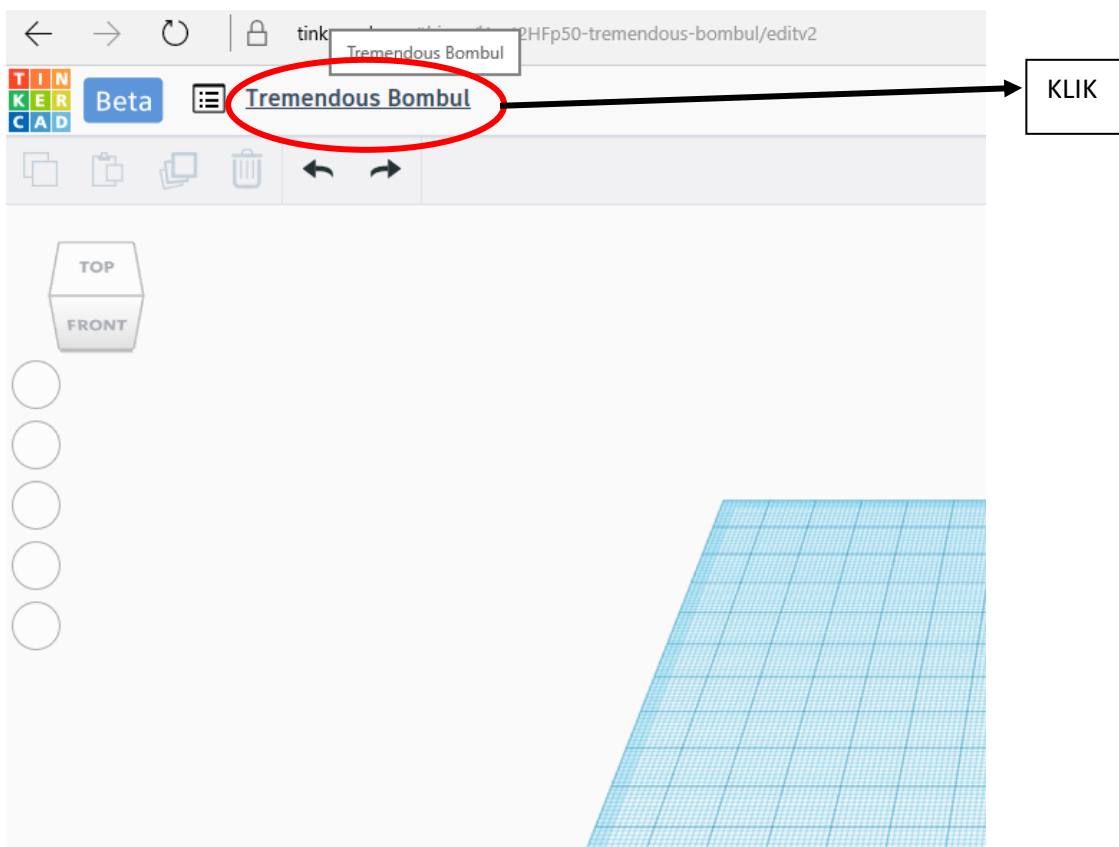 tink
2HFp50-tremendous-bombul/editv2
Tremendous Bombul
TIN
KER
CAD
Beta
Tremendous Bombul
KLIK
TOP
FRONT